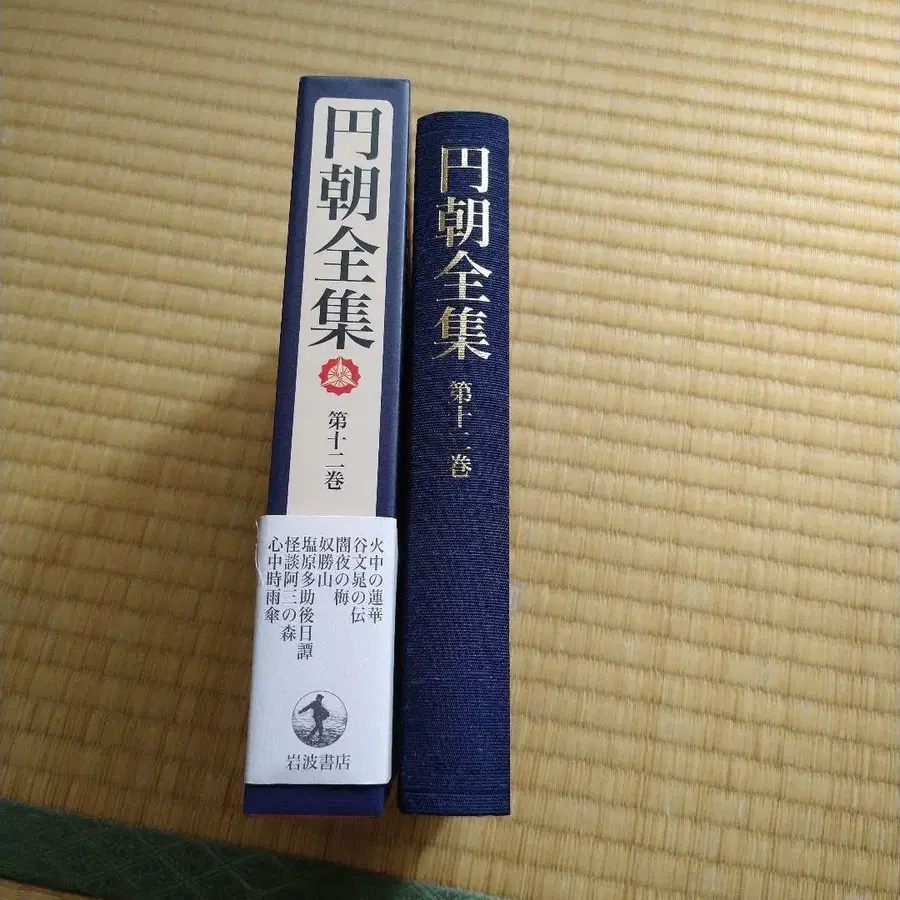 円朝全集
第十二巻
火中の蓮華
谷文晁の伝
闇夜の梅
奴勝山
塩原多助後日譚
怪談阿三の森
心中時雨傘
岩波書店
円朝全集
第十二巻